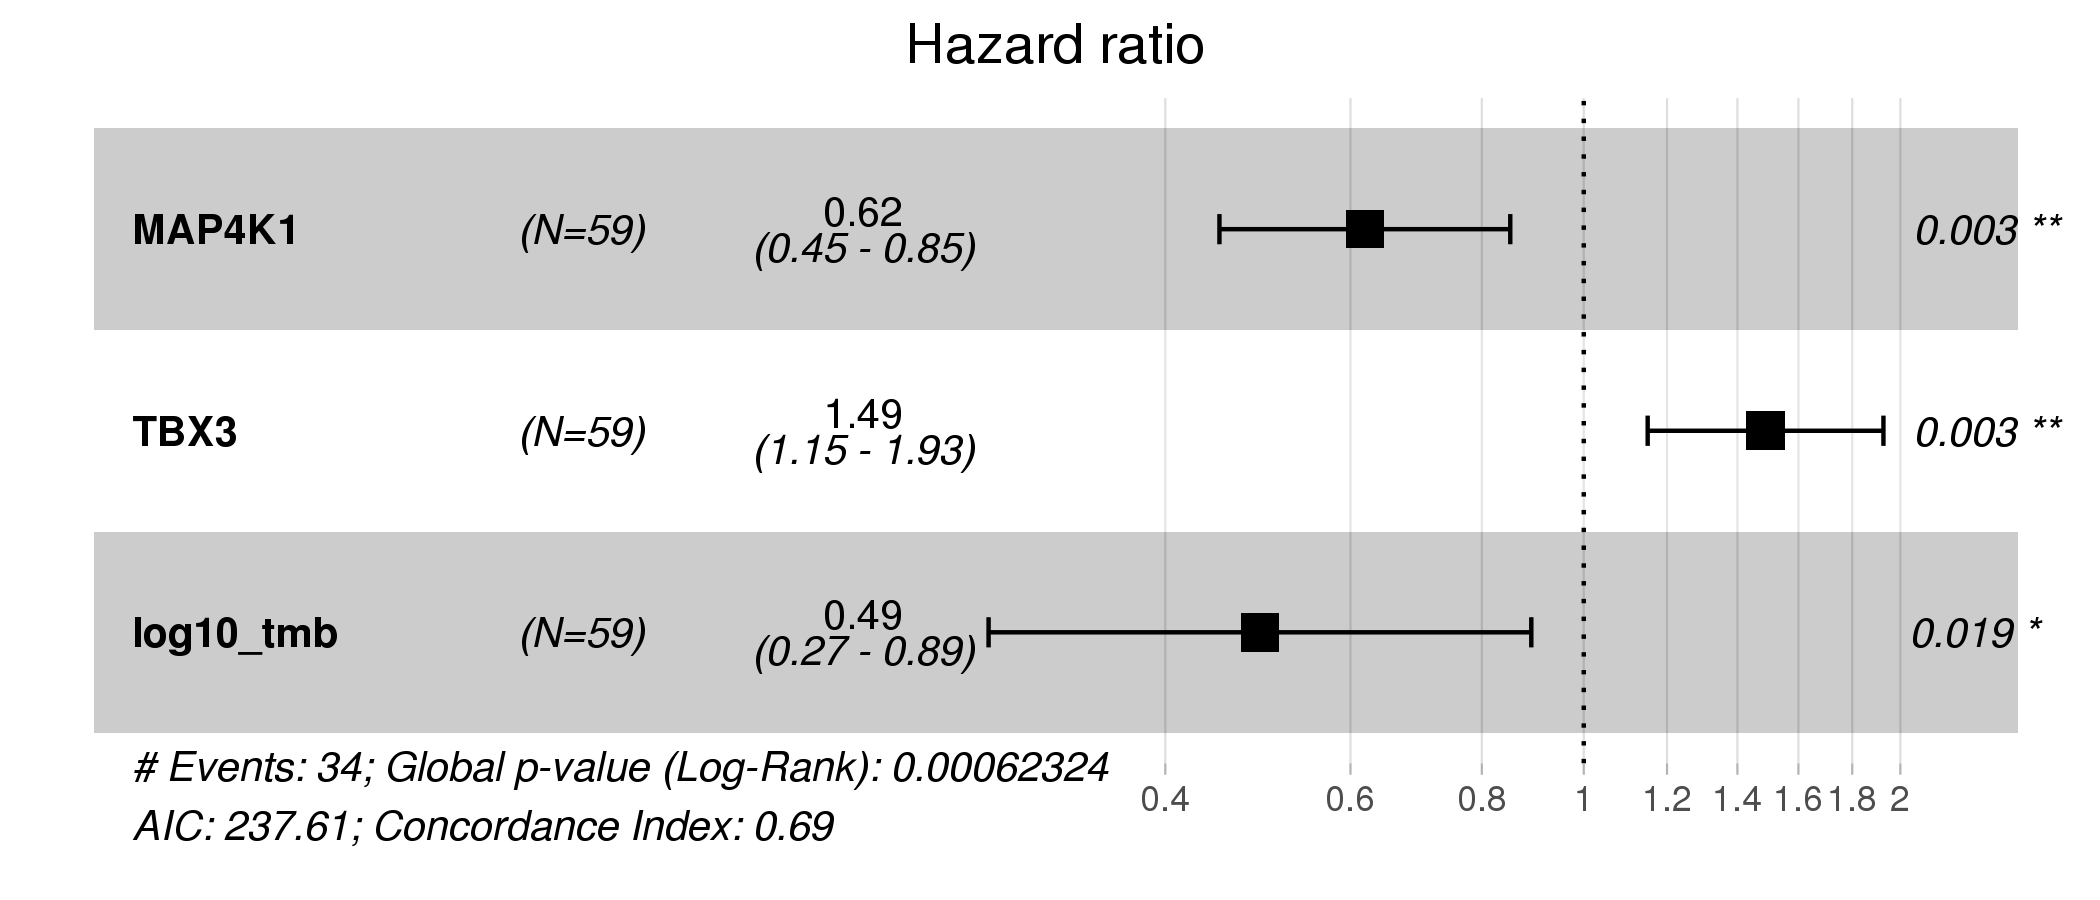 Hazard ratio
MAP4K1 (N=59) 0.62 (0.45 - 0.85) 0.003 **
TBX3 (N=59) 1.49 (1.15 - 1.93) 0.003 **
log10_tmb (N=59) 0.49 (0.27 - 0.89) 0.019 *
# Events: 34; Global p-value (Log-Rank): 0.00062324
AIC: 237.61; Concordance Index: 0.69
0.4 0.6 0.8 1 1.2 1.4 1.6 1.8 2